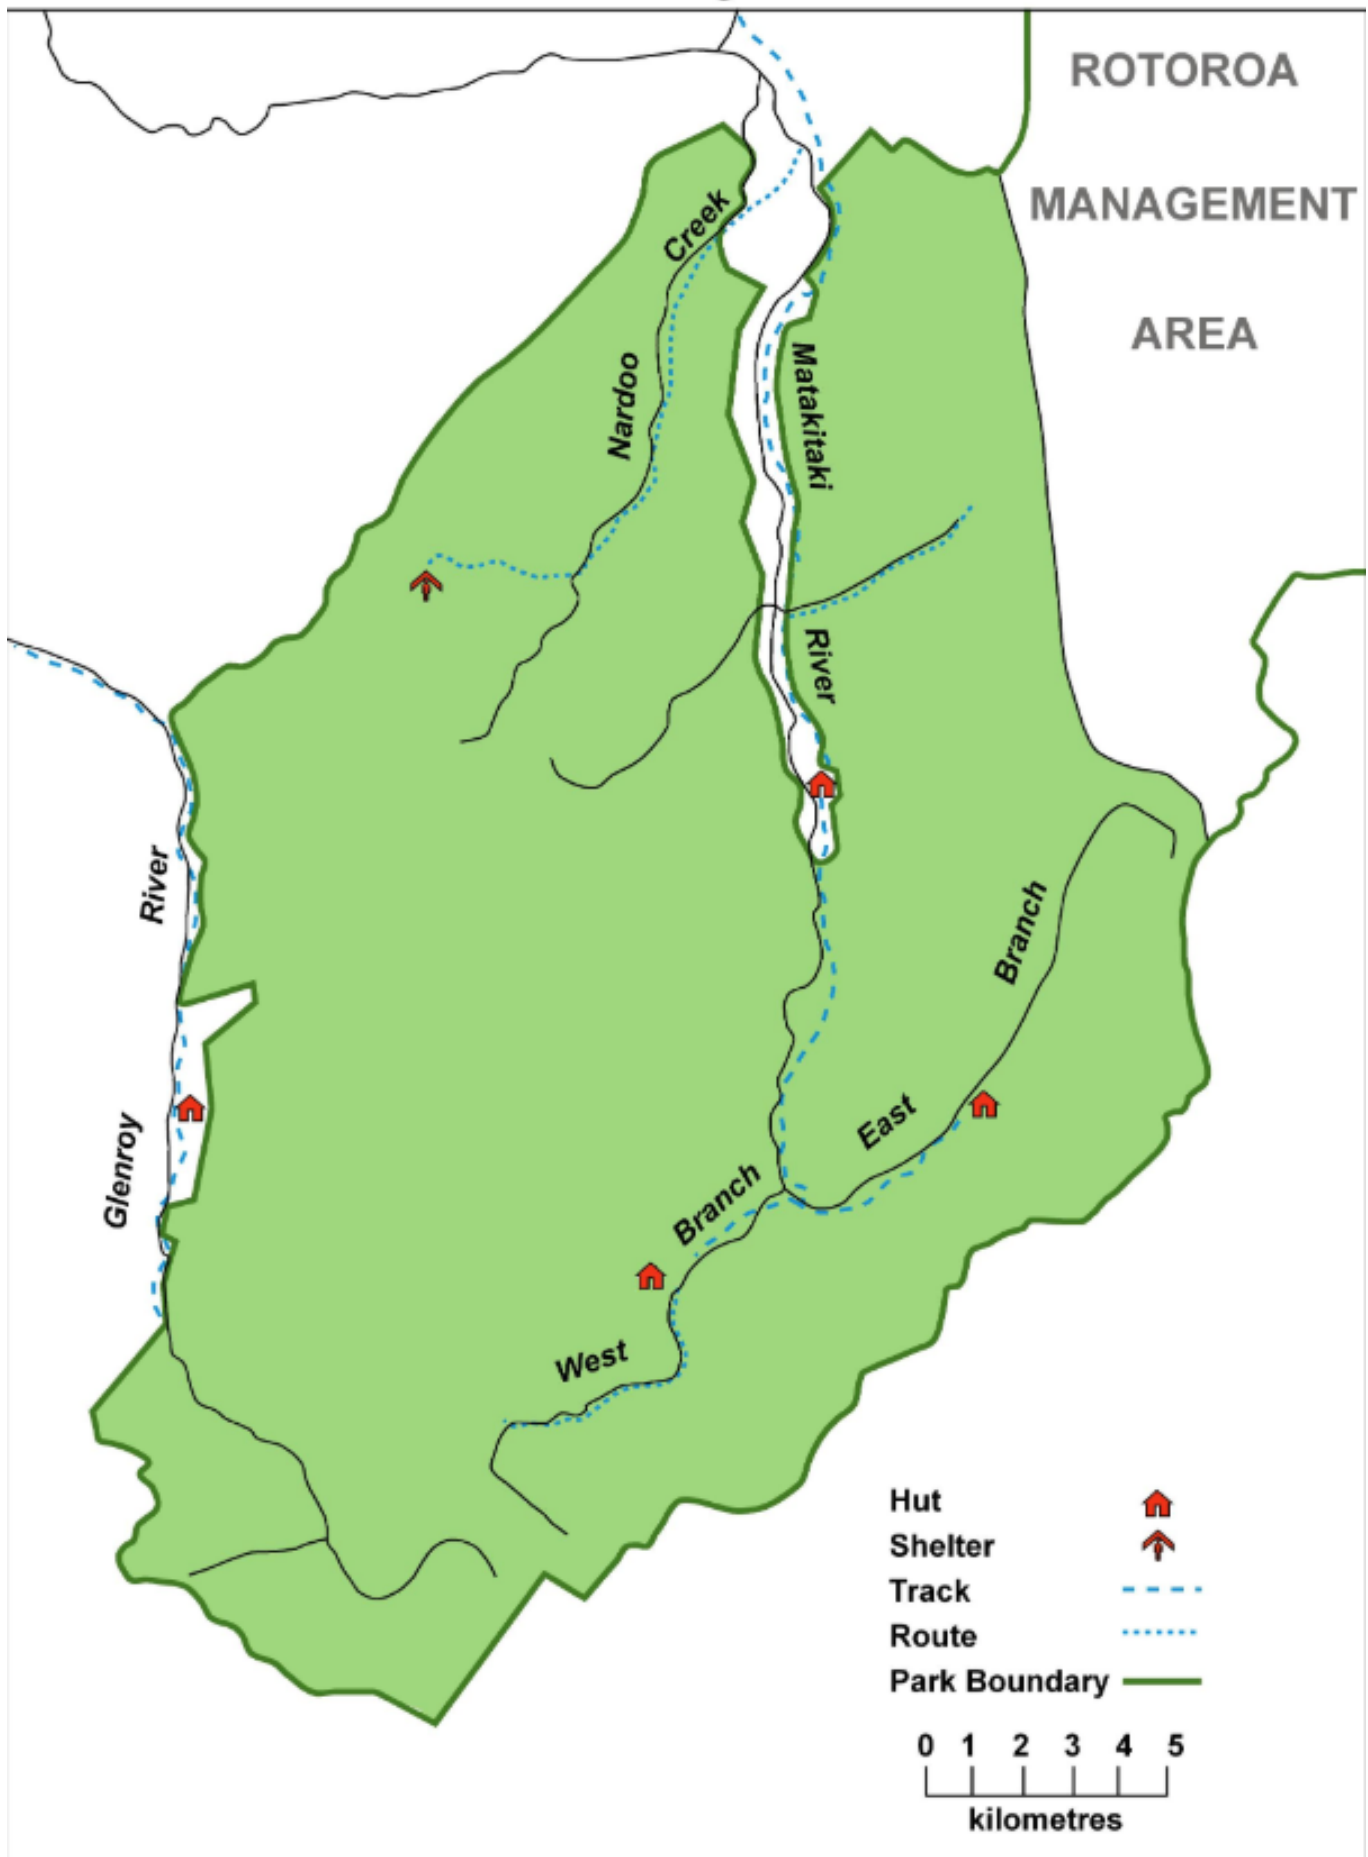 ROTOROA
MANAGEMENT
AREA
Creek
Nardoo
Matakitaki
River
River
Glenroy
Branch
East
Branch
West
Hut
Shelter
Track
Route
Park Boundary
0 1 2 3 4 5
kilometres